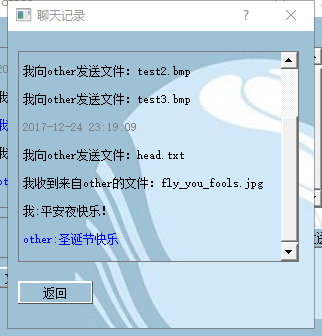 聊天记录
我向other发送文件：test2.bmp
我向other发送文件：test3.bmp
2017-12-24 23:19:09
我向other发送文件：head.txt
我收到来自other的文件：fly_you_fools.jpg
我:平安夜快乐！
other:圣诞节快乐
返回